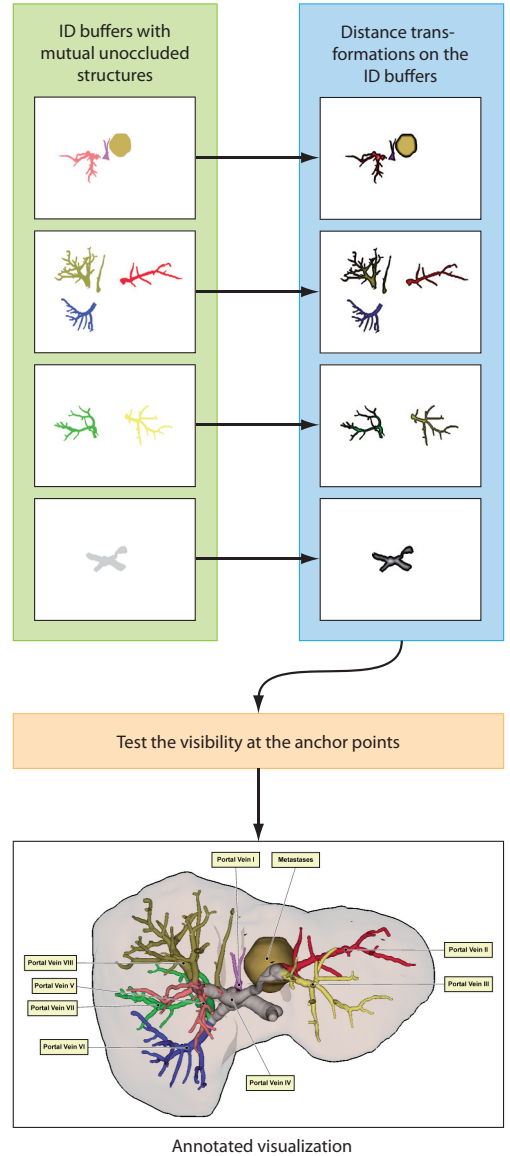 ID buffers with
mutual unoccluded
structures
Distance trans-
formations on the
ID buffers
Test the visibility at the anchor points
Portal Vein I
Metastases
Portal Vein II
Portal Vein VIII
Portal Vein V
Portal Vein III
Portal Vein VII
Portal Vein VI
Portal Vein IV
Annotated visualization